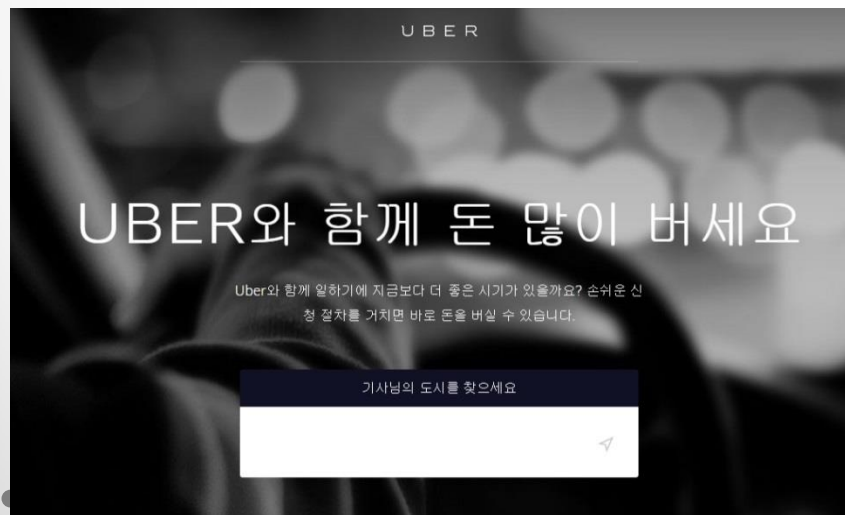 UBER
UBER와 함께 돈 많이 버세요
Uber와 함께 일하기에 지금보다 더 좋은 시기가 있을까요? 손쉬운 신
청 절차를 거치면 바로 돈을 버실 수 있습니다.
기사님의 도시를 찾으세요